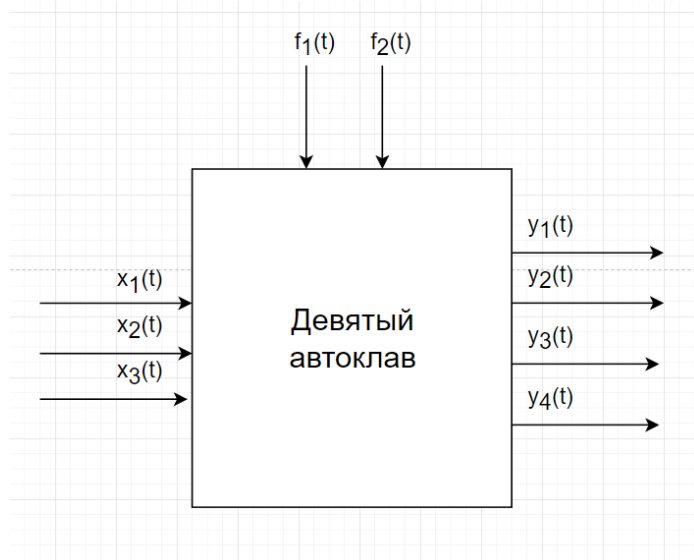 f1(t) f2(t)
y1(t)
x1(t)
y2(t)
x2(t)
y3(t)
x3(t)
y4(t)
Девятый
автоклав